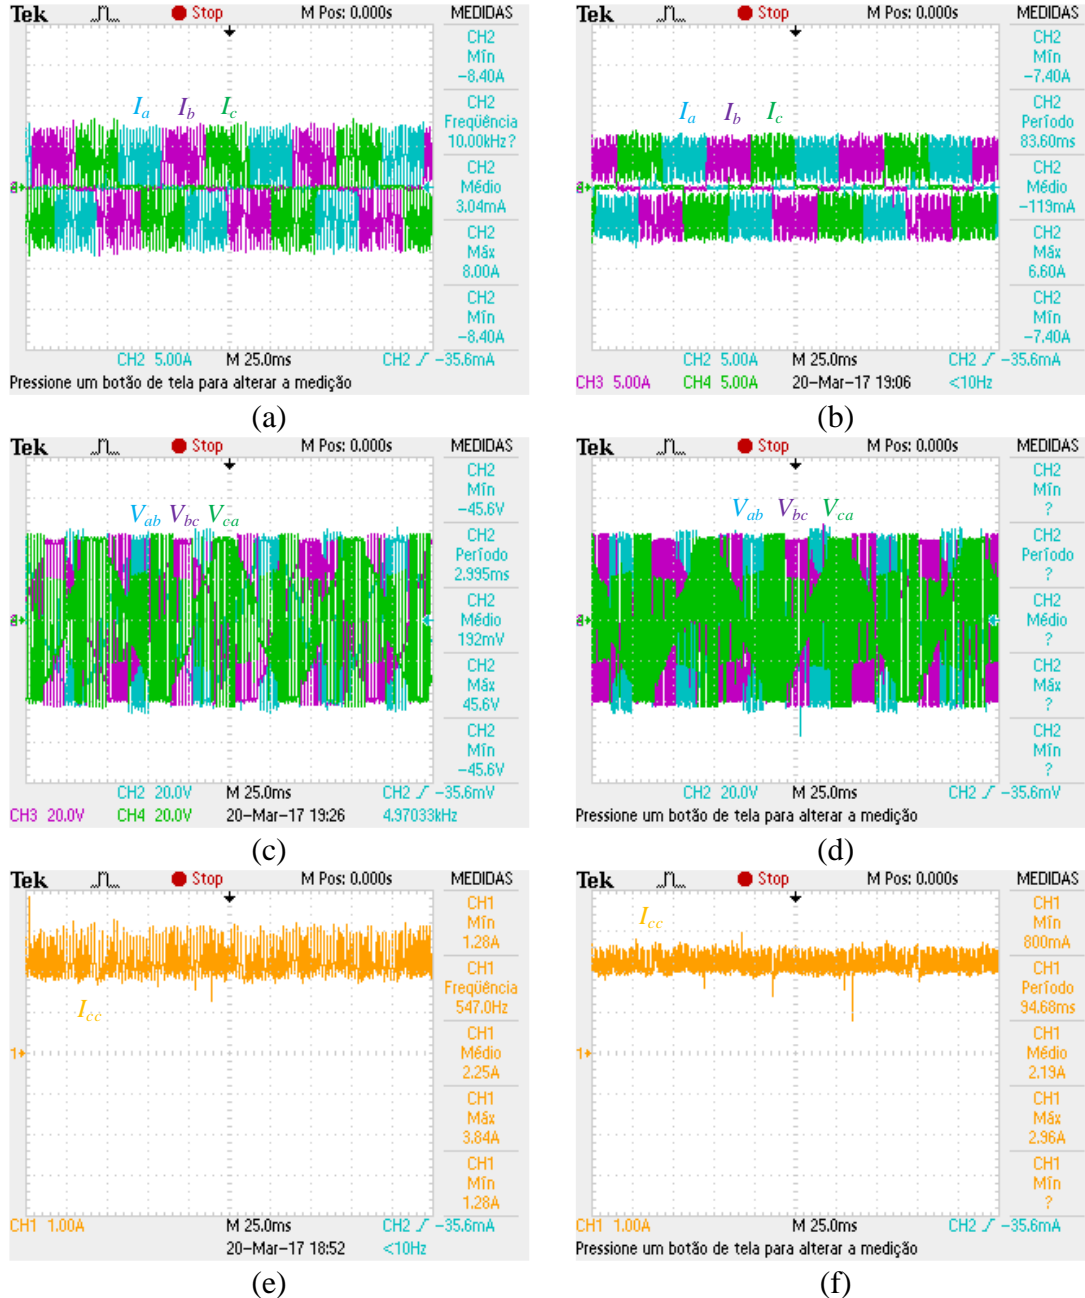 Tek Stop M Pos: 0.000s MEDIDAS
CH2
Mín
-8.40A
CH2
Freqüência
10.00kHz?
CH2
Médio
3.04mA
CH2
Máx
8.00A
CH2
Mín
-8.40A
Ia Ib Ic
2
CH2 5.00A M 25.0ms CH2 -35.6mA
Pressione um botão de tela para alterar a medição
(a)
Tek Stop M Pos: 0.000s MEDIDAS
CH2
Mín
-7.40A
CH2
Período
83.60ms
CH2
Médio
-119mA
CH2
Máx
6.60A
CH2
Mín
-7.40A
Ia Ib Ic
2
CH2 5.00A M 25.0ms CH2 -35.6mA
CH3 5.00A CH4 5.00A 20-Mar-17 19:06 <10Hz
(b)
Tek Stop M Pos: 0.000s MEDIDAS
CH2
Mín
-45.6V
CH2
Período
2.995ms
CH2
Médio
192mV
CH2
Máx
45.6V
CH2
Mín
-45.6V
Vab Vbc Vca
2
CH2 20.0V M 25.0ms CH2 -35.6mV
CH3 20.0V CH4 20.0V 20-Mar-17 19:26 4.97033kHz
(c)
Tek Stop M Pos: 0.000s MEDIDAS
CH2
Mín
?
CH2
Período
?
CH2
Médio
?
CH2
Máx
?
CH2
Mín
?
Vab Vbc Vca
2
CH2 20.0V M 25.0ms CH2 -35.6mV
Pressione um botão de tela para alterar a medição
(d)
Tek Stop M Pos: 0.000s MEDIDAS
CH1
Mín
1.28A
CH1
Freqüência
547.0Hz
CH1
Médio
2.25A
CH1
Máx
3.84A
CH1
Mín
1.28A
Icc
1
CH1 1.00A M 25.0ms CH2 -35.6mA
20-Mar-17 18:52 <10Hz
(e)
Tek Stop M Pos: 0.000s MEDIDAS
CH1
Mín
800mA
CH1
Período
94.68ms
CH1
Médio
2.19A
CH1
Máx
2.96A
CH1
Mín
?
Icc
1
CH1 1.00A M 25.0ms CH2 -35.6mA
Pressione um botão de tela para alterar a medição
(f)